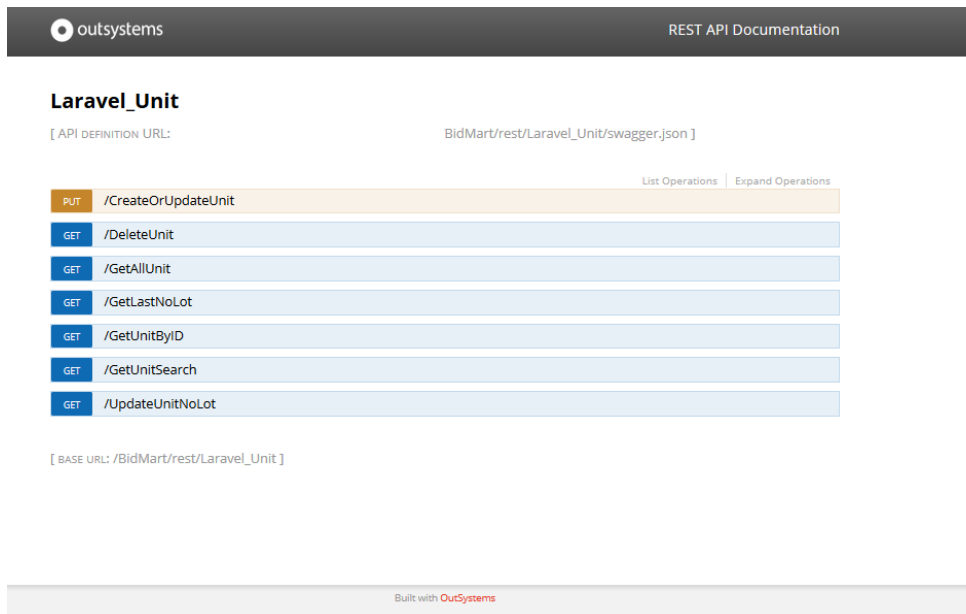 outsystems REST API Documentation
Laravel_Unit
[ API DEFINITION URL: BidMart/rest/Laravel_Unit/swagger.json ]
List Operations Expand Operations
PUT /CreateOrUpdateUnit
GET /DeleteUnit
GET /GetAllUnit
GET /GetLastNoLot
GET /GetUnitByID
GET /GetUnitSearch
GET /UpdateUnitNoLot
[ BASE URL: /BidMart/rest/Laravel_Unit ]
Built with OutSystems